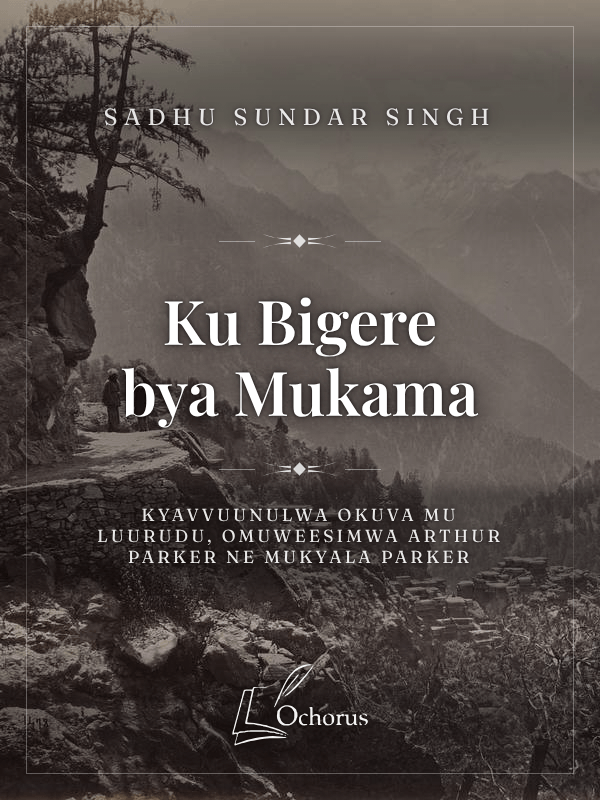 SADHU SUNDAR SINGH
Ku Bigere
bya Mukama
KYAVVUUNULWA OKUVA MU
LUURUDU, OMUWEESIMWA ARTHUR
PARKER NE MUKYALA PARKER
Ochorus